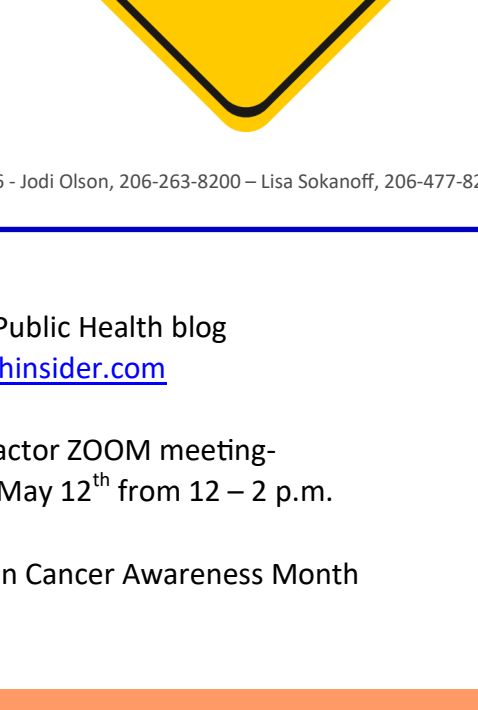 - Jodi Olson, 206-263-8200 – Lisa Sokanoff, 206-477-82
Public Health blog
hinsider.com
actor ZOOM meeting-
May 12th from 12 – 2 p.m.
n Cancer Awareness Month